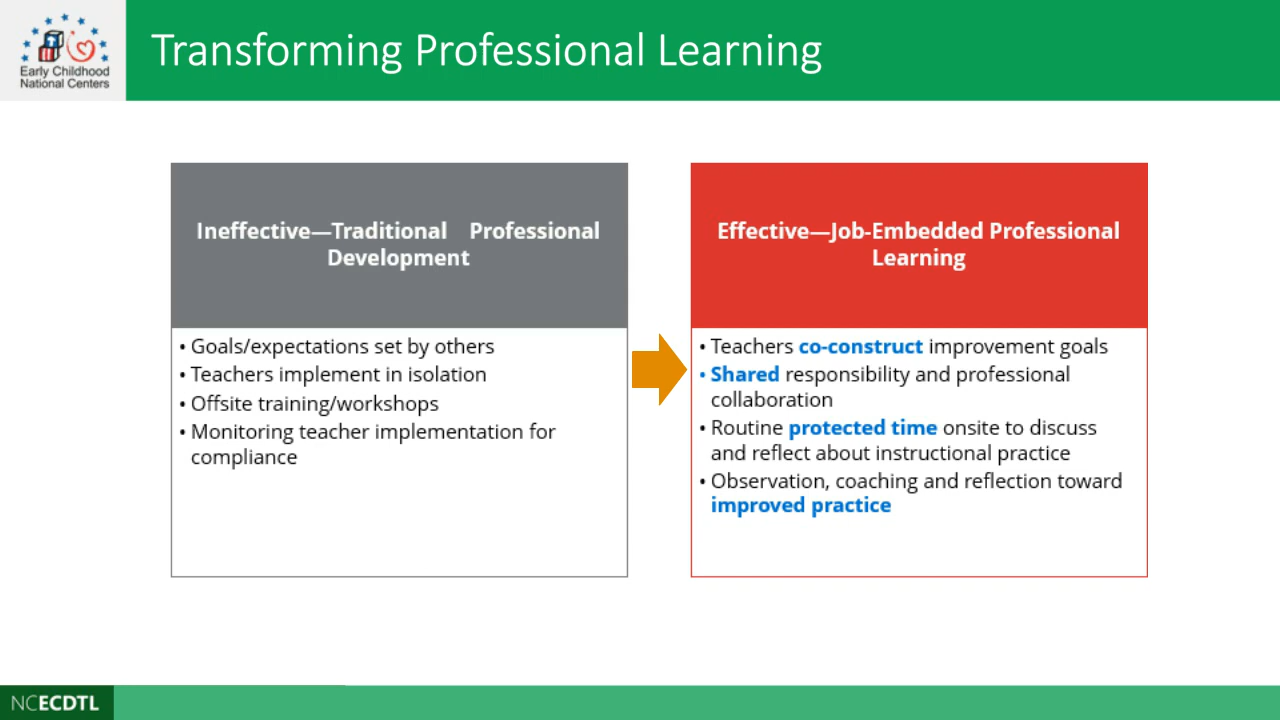 Early Childhood
National Centers
Transforming Professional Learning
Ineffective—Traditional Professional
Development
• Goals/expectations set by others
• Teachers implement in isolation
• Offsite training/workshops
• Monitoring teacher implementation for
compliance
Effective—Job-Embedded Professional
Learning
• Teachers co-construct improvement goals
• Shared responsibility and professional
collaboration
• Routine protected time onsite to discuss
and reflect about instructional practice
• Observation, coaching and reflection toward
improved practice
NCECDTL